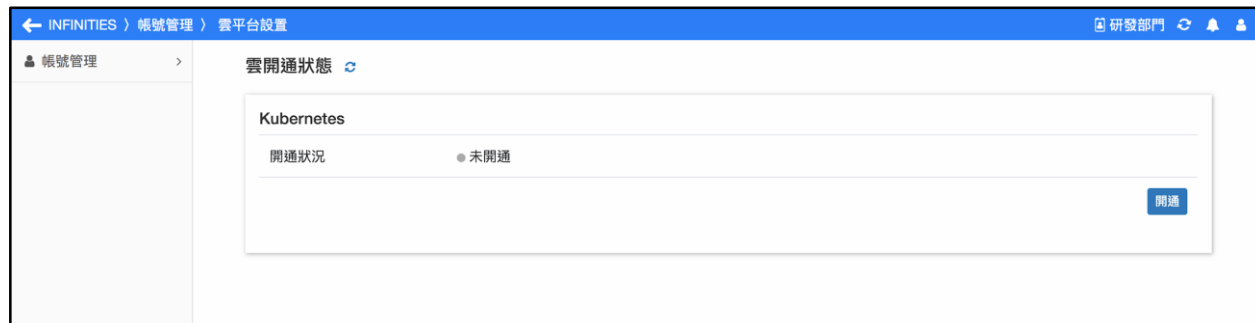 INFINITIES 〉 帳號管理 〉 雲平台設置
研發部門
帳號管理
雲開通狀態
Kubernetes
開通狀況 未開通
開通